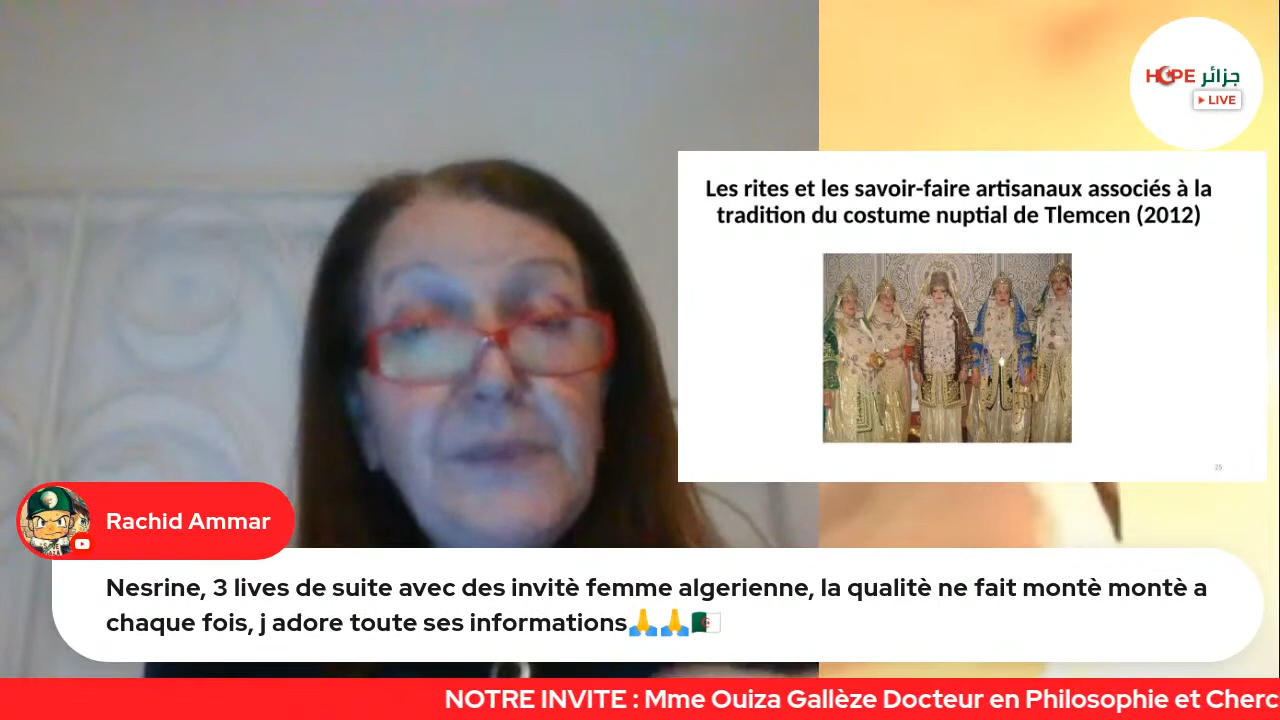 HOPE جزائر
LIVE
Les rites et les savoir-faire artisanaux associés à la
tradition du costume nuptial de Tlemcen (2012)
25
Rachid Ammar
Nesrine, 3 lives de suite avec des invitè femme algerienne, la qualitè ne fait montè montè a
chaque fois, j adore toute ses informations🙏🙏🇩🇿
NOTRE INVITE : Mme Ouiza Gallèze Docteur en Philosophie et Cherc